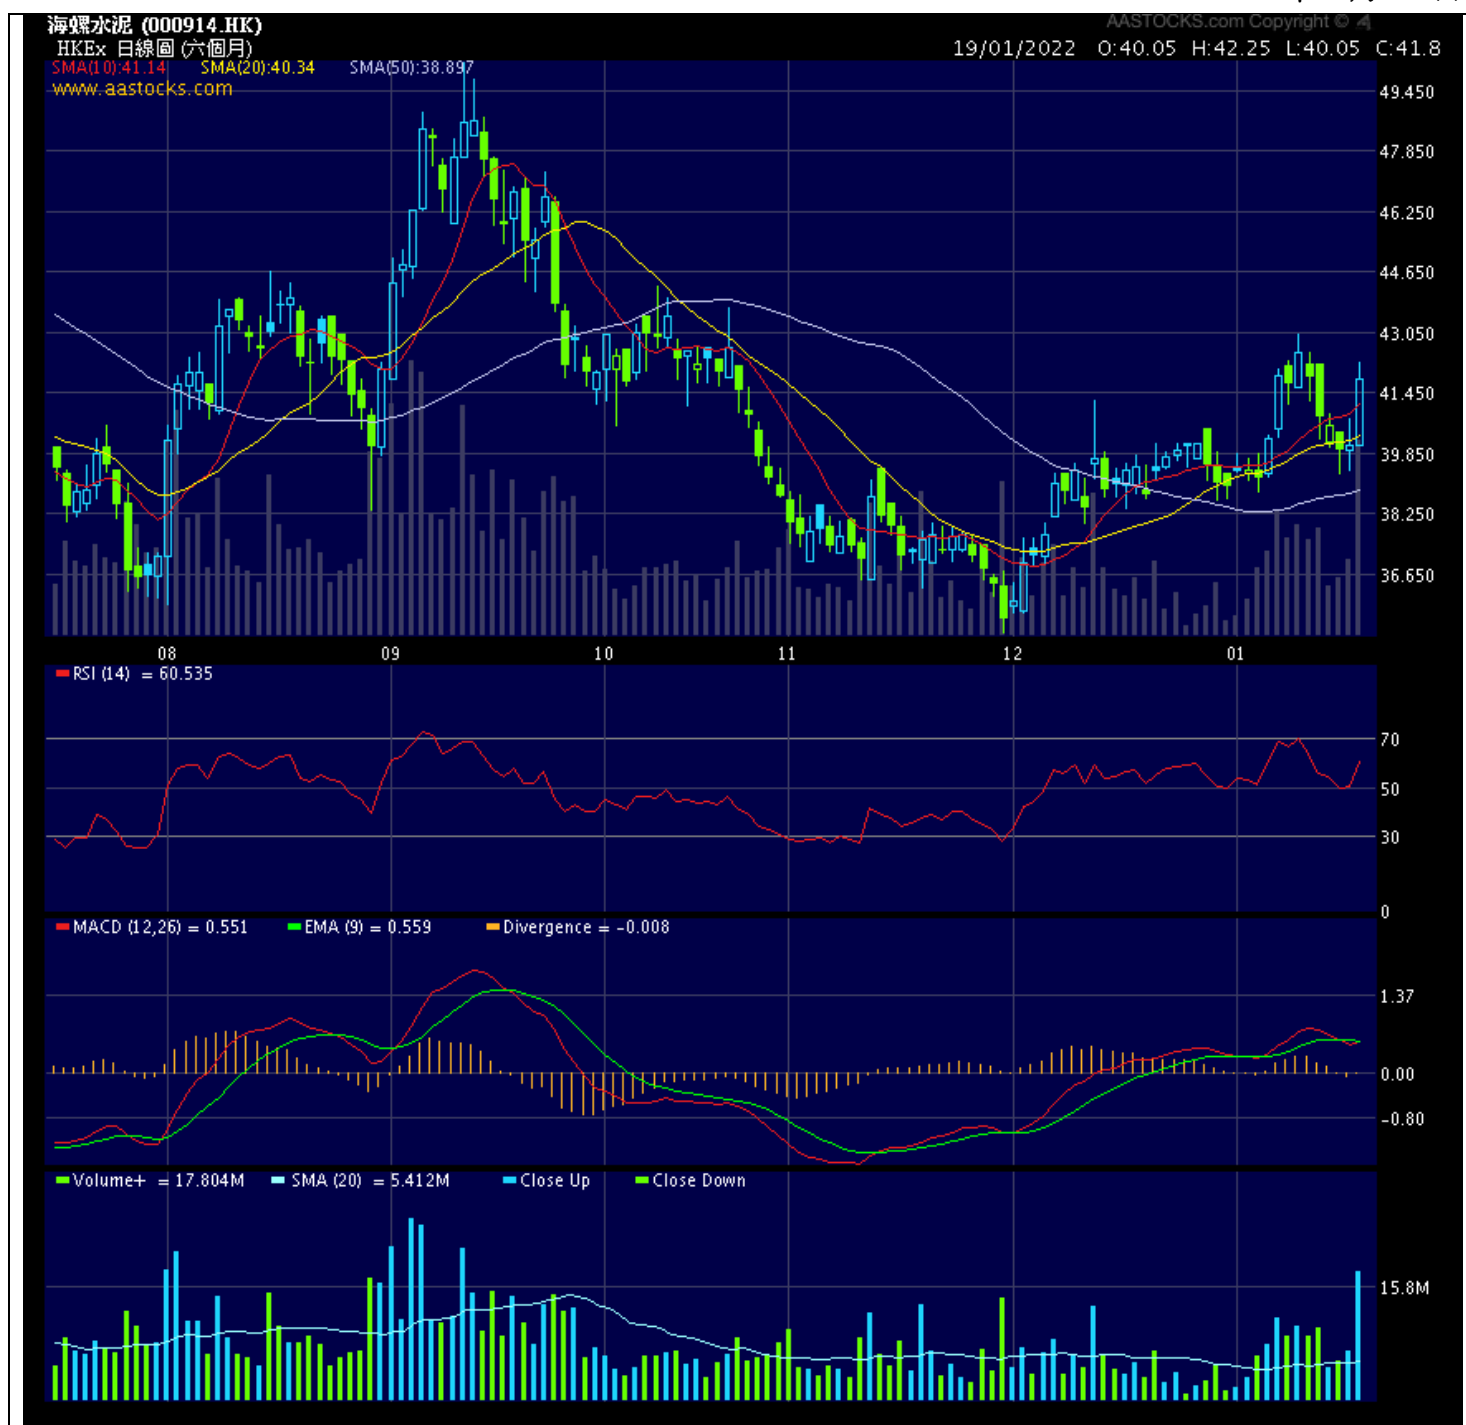 AASTOCKS.com Copyright ©
海螺水泥 (000914.HK)
HKEx 日線圖 (六個月)
19/01/2022 O:40.05 H:42.25 L:40.05 C:41.8
SMA(10):41.14 SMA(20):40.34 SMA(50):38.897
www.aastocks.com
49.450
47.850
46.250
44.650
43.050
41.450
39.850
38.250
36.650
08 09 10 11 12 01
RSI (14) = 60.535
70
50
30
0
MACD (12,26) = 0.551 EMA (9) = 0.559 Divergence = -0.008
1.37
0.00
-0.80
Volume+ = 17.804M SMA (20) = 5.412M Close Up Close Down
15.8M